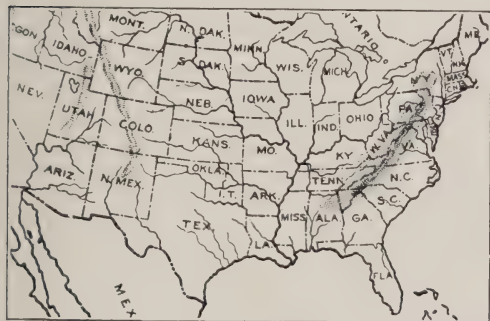 MONT.
N. DAK.
MINN.
ONTARIO
ME.
GON
IDAHO
WIS.
MICH.
VT.
N.H.
S. DAK.
WYO.
N.Y.
MASS
CN.
IOWA
NEB.
PA.
NEV.
UTAH
COLO.
ILL.
IND.
OHIO
W.VA.
VA.
KANS.
MO.
KY
N.C.
TENN.
ARIZ.
N. MEX.
OKLA.
I.T.
ARK.
S.C.
MISS
ALA
GA.
TEX.
LA.
FLA.
MEX